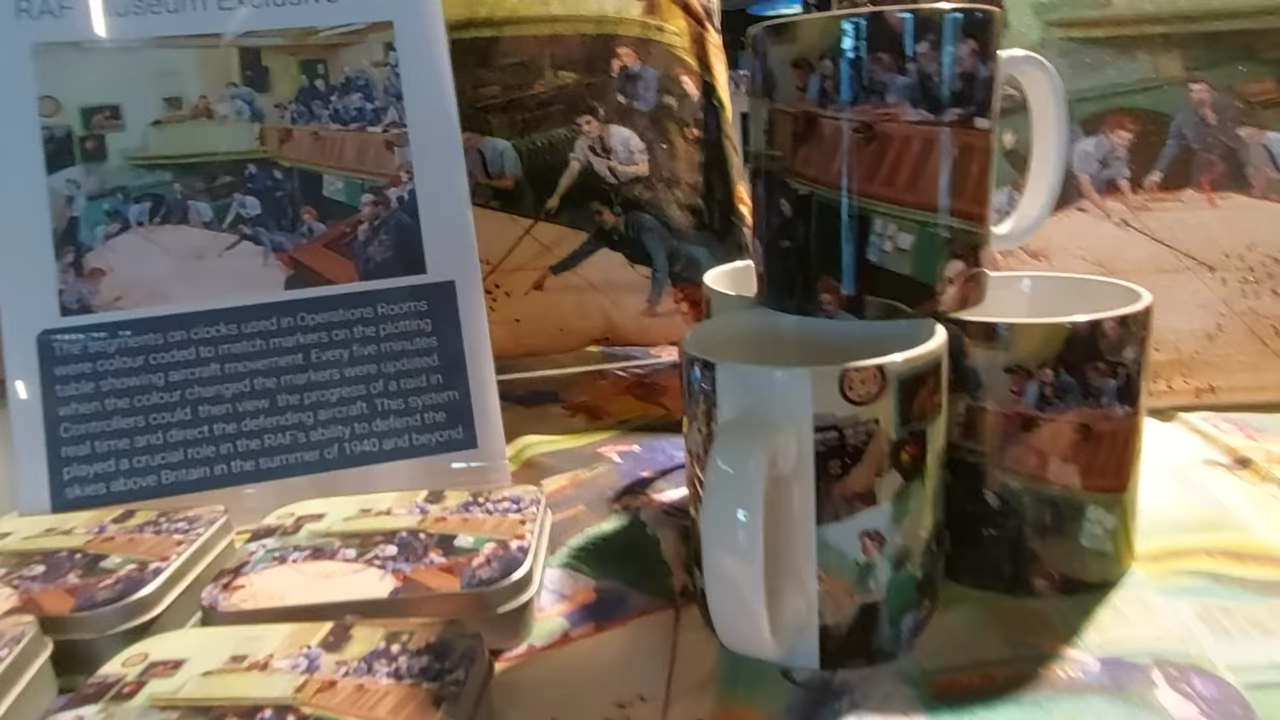 RAF Museum Exclusive
The segments on clocks used in Operations Rooms
were colour coded to match markers on the plotting
table showing aircraft movement. Every five minutes
when the colour changed the markers were updated.
Controllers could then view the progress of a raid in
real time and direct the defending aircraft. This system
played a crucial role in the RAF's ability to defend the
skies above Britain in the summer of 1940 and beyond